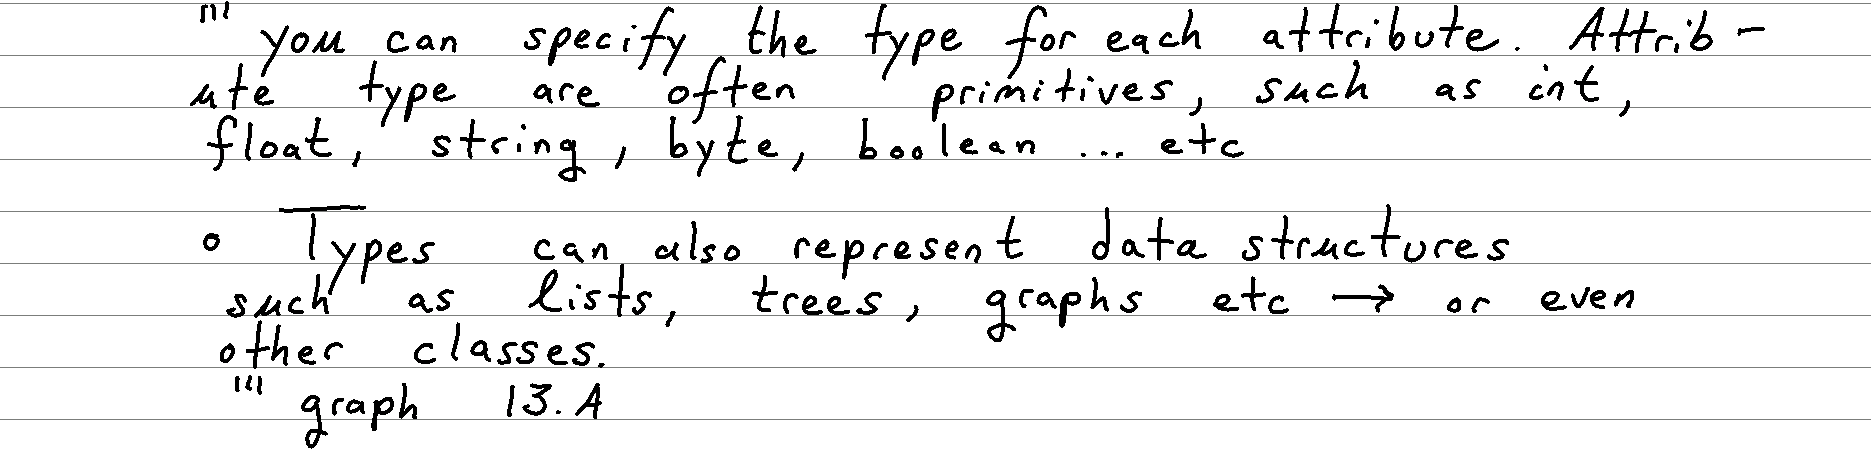 ''' you can specify the type for each attribute. Attrib-
ute type are often primitives, such as int,
float, string, byte, boolean ... etc
◦ Types can also represent data structures
such as lists, trees, graphs etc → or even
other classes.
''' graph 13.A